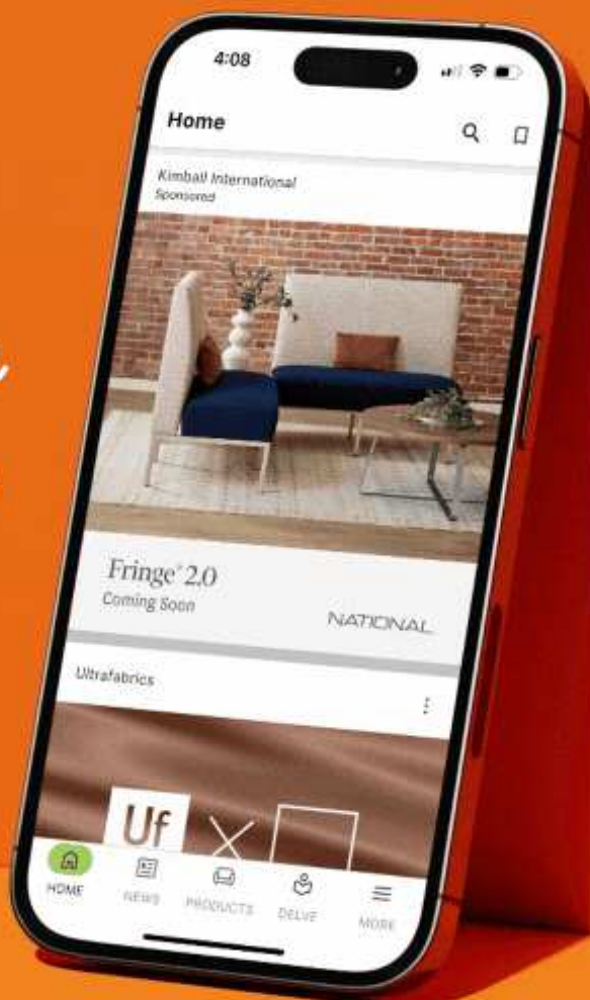 4:08
Home
Kimball International
Sponsored
Fringe® 2.0
Coming Soon
NATIONAL
Ultrafabrics
Uf
HOME
NEWS
PRODUCTS
DELVE
MORE